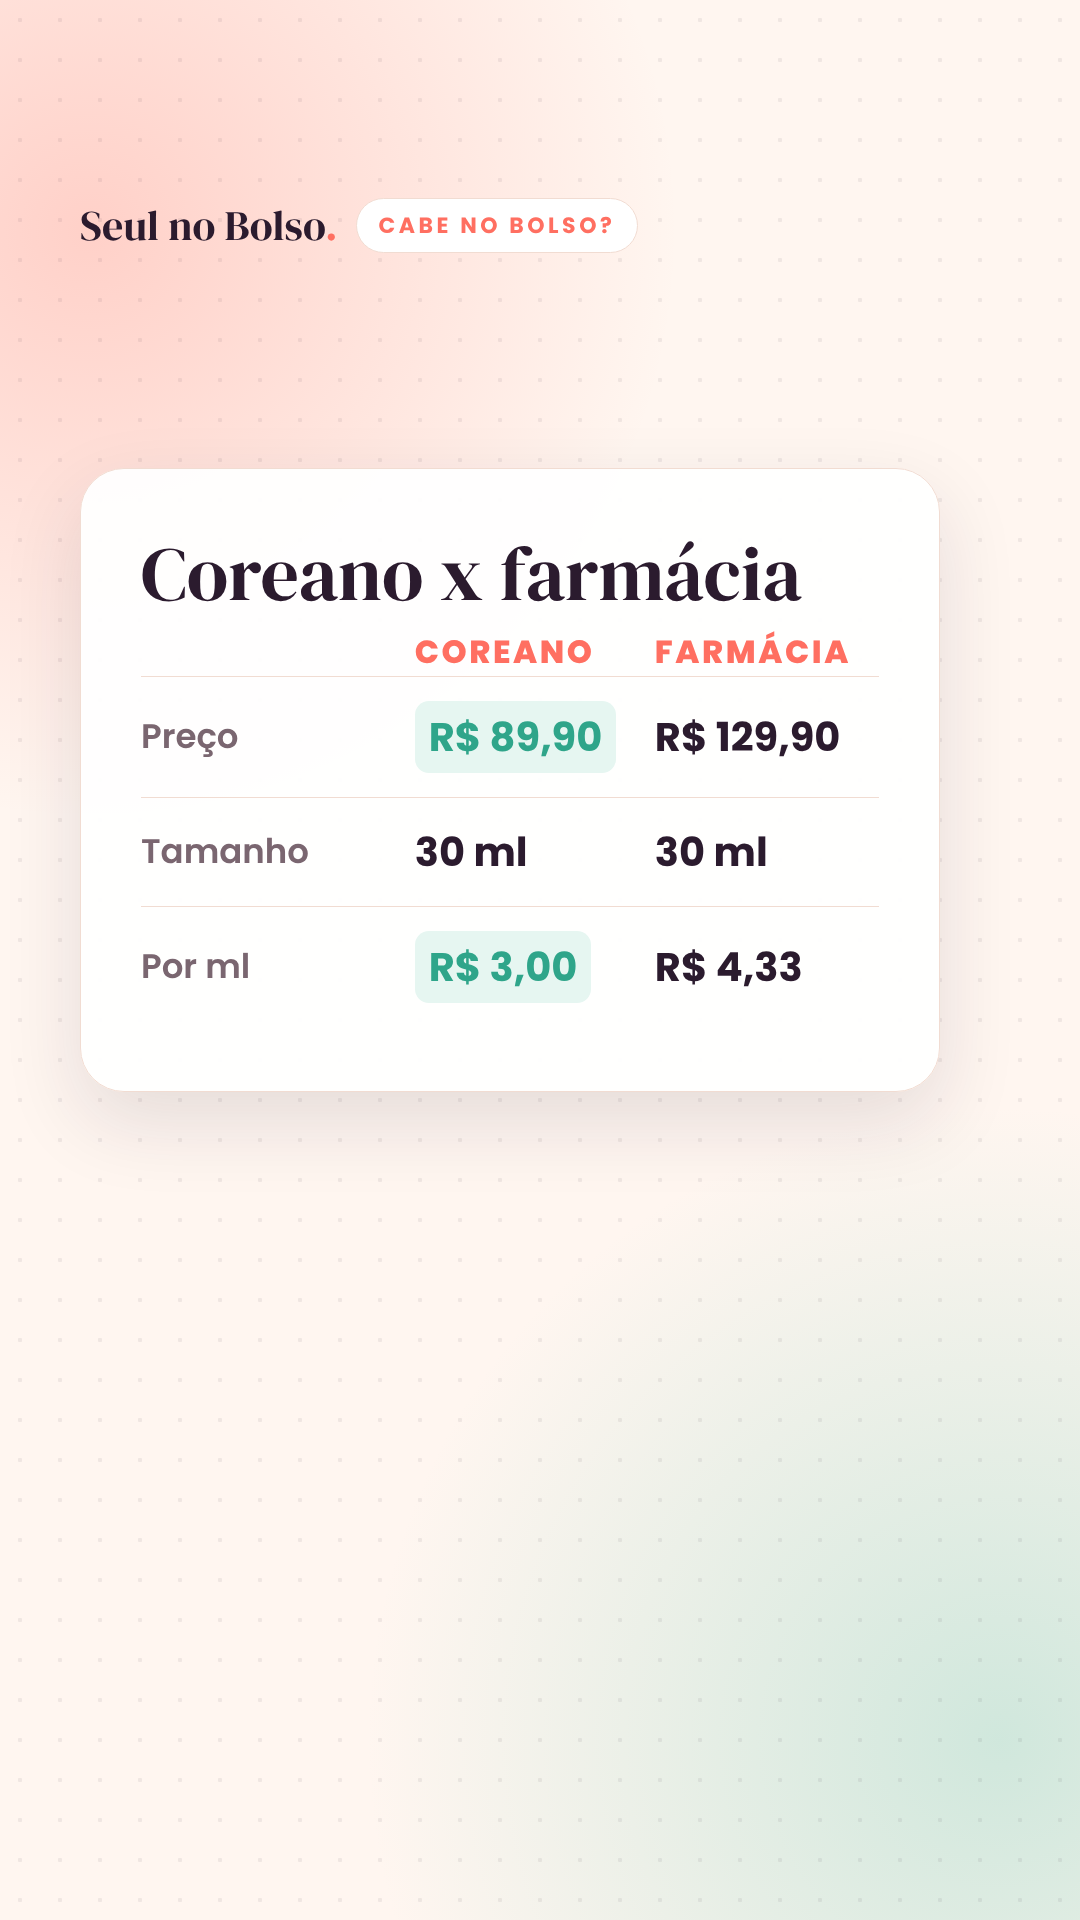 Seul no Bolso.
CABE NO BOLSO?
Coreano x farmácia
COREANO FARMÁCIA
Preço R$ 89,90 R$ 129,90
Tamanho 30 ml 30 ml
Por ml R$ 3,00 R$ 4,33